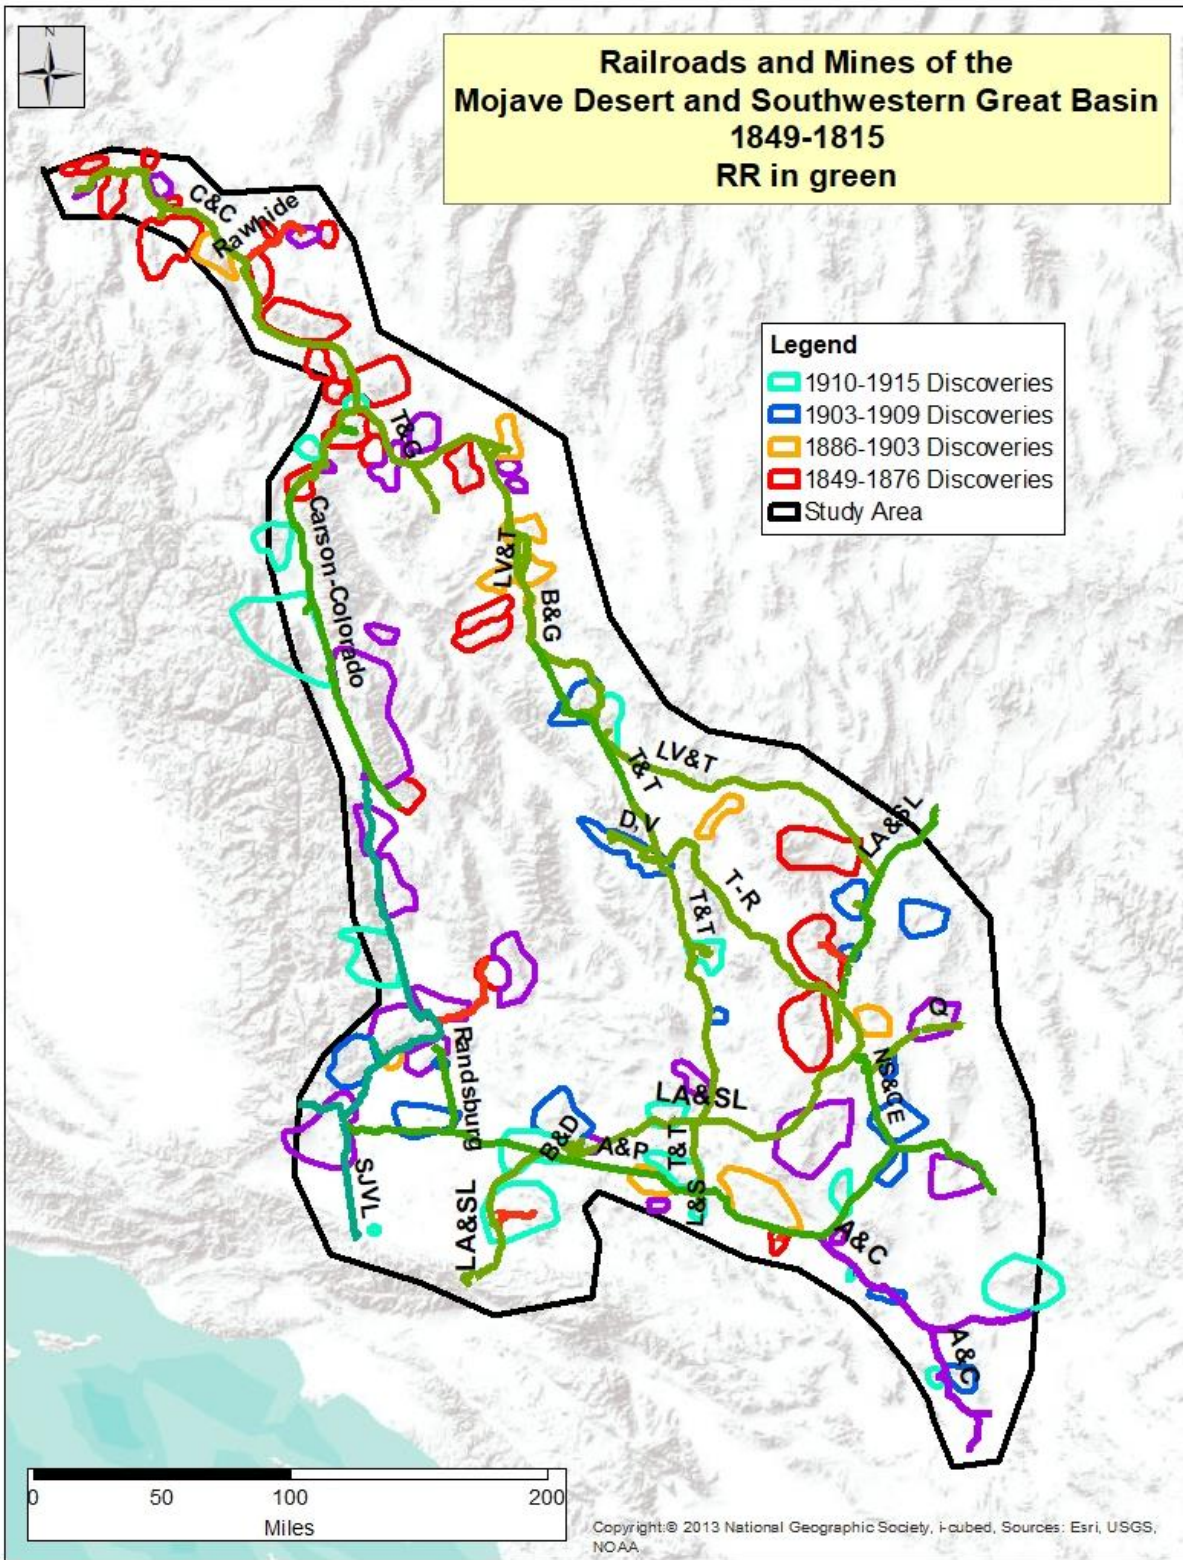 N
Railroads and Mines of the
Mojave Desert and Southwestern Great Basin
1849-1815
RR in green
C&C
Rawhide
Legend
1910-1915 Discoveries
1903-1909 Discoveries
1886-1903 Discoveries
1849-1876 Discoveries
Study Area
T&G
Carson-Colorado
LV&T
B&G
LV&T
T&T
LA&SL
D,V
T-R
T&T
Q
Randsburg
NS&CE
LA&SL
B&D
A&P
T&T
SJVL
L&S
LA&SL
A&C
A&C
0 50 100 200
Miles
Copyright:© 2013 National Geographic Society, i-cubed, Sources: Esri, USGS,
NOAA